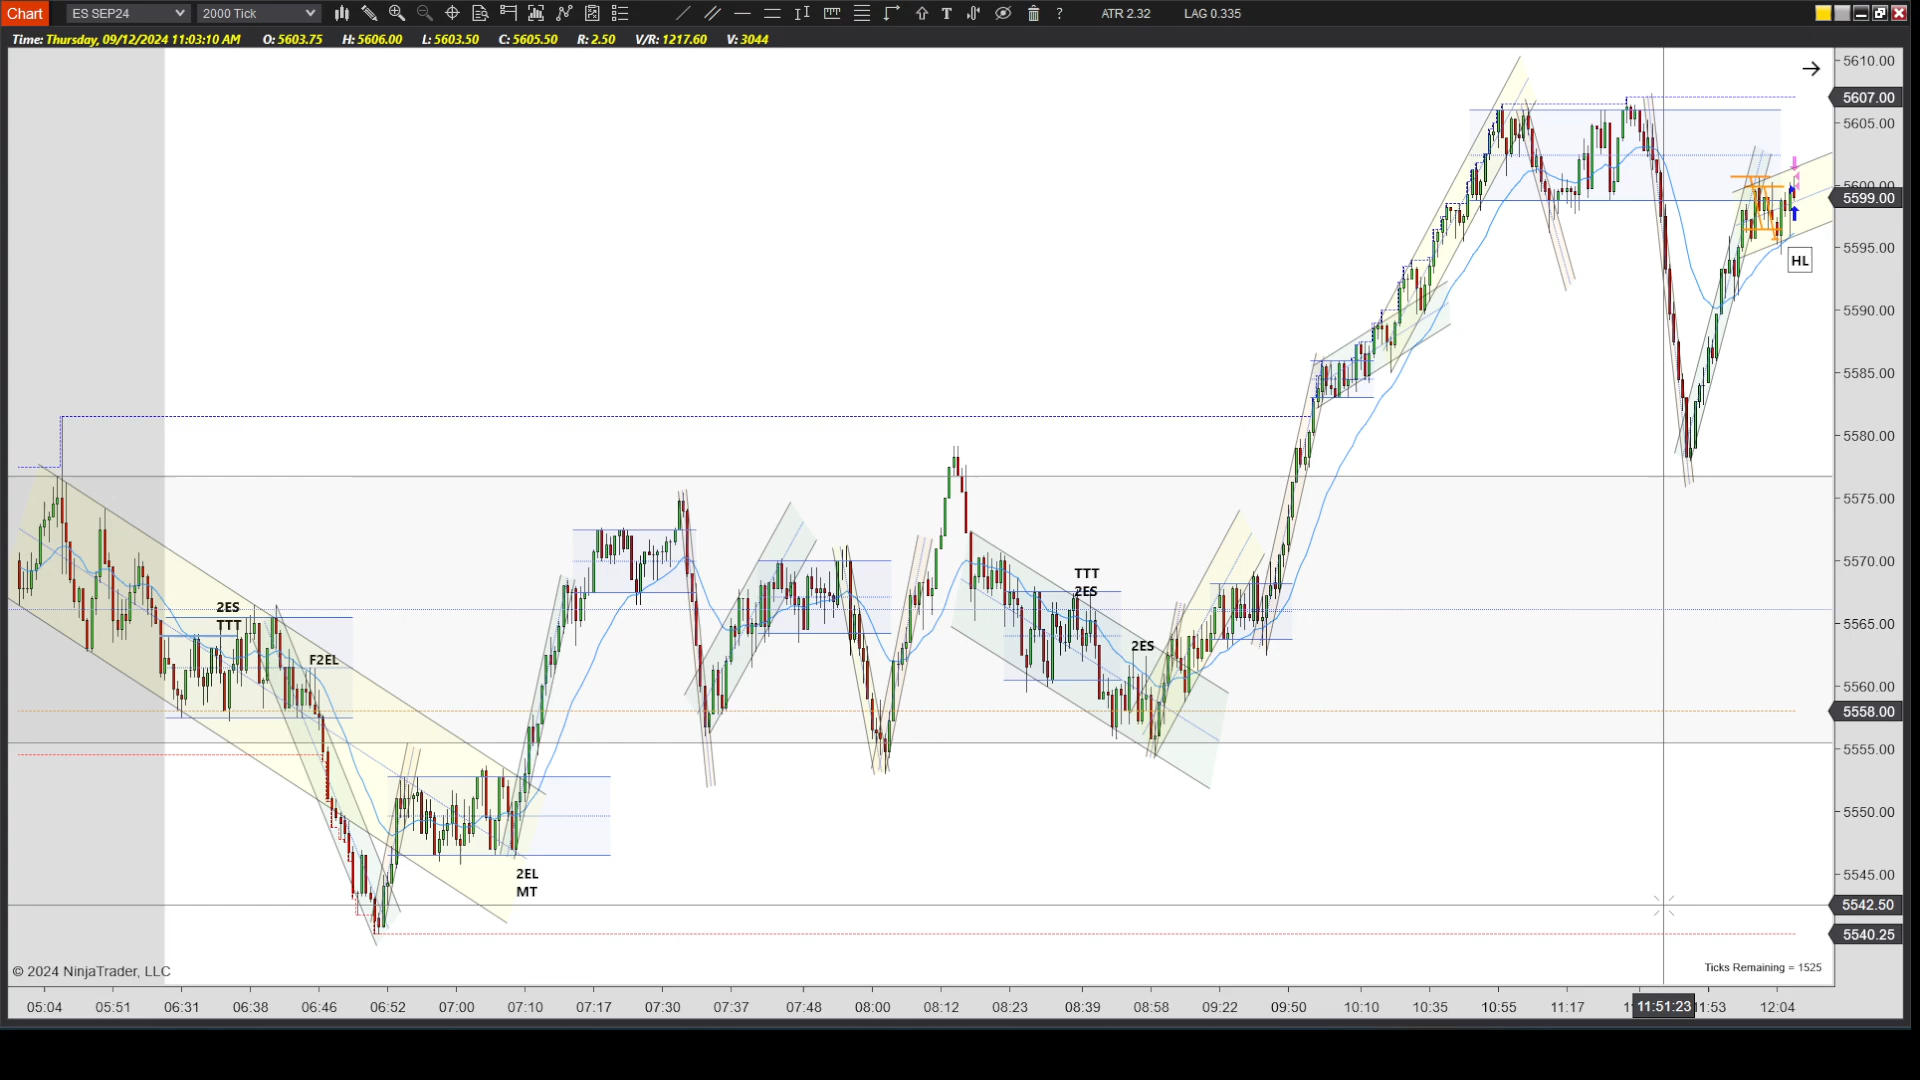 Chart ES SEP24 2000 Tick T ? ATR 2.32 LAG 0.335
Time: Thursday, 09/12/2024 11:03:10 AM O: 5603.75 H: 5606.00 L: 5603.50 C: 5605.50 R: 2.50 V/R: 1217.60 V: 3044
5610.00
5607.00
5605.00
5600.00
5599.00
5595.00
HL
5590.00
5585.00
5580.00
5575.00
5570.00
TTT
2ES
2ES
TTT
5565.00
2ES
F2EL
5560.00
5558.00
5555.00
5550.00
2EL
MT
5545.00
5542.50
5540.25
© 2024 NinjaTrader, LLC
Ticks Remaining = 1525
05:04 05:51 06:31 06:38 06:46 06:52 07:00 07:10 07:17 07:30 07:37 07:48 08:00 08:12 08:23 08:39 08:58 09:22 09:50 10:10 10:35 10:55 11:17 11:51:23 11:53 12:04